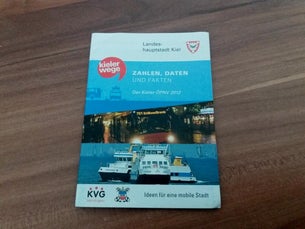 Landes-
hauptstadt Kiel
kieler
wege
ZAHLEN, DATEN
UND FAKTEN
Der Kieler ÖPNV 2012
KVG
Ideen für eine mobile Stadt